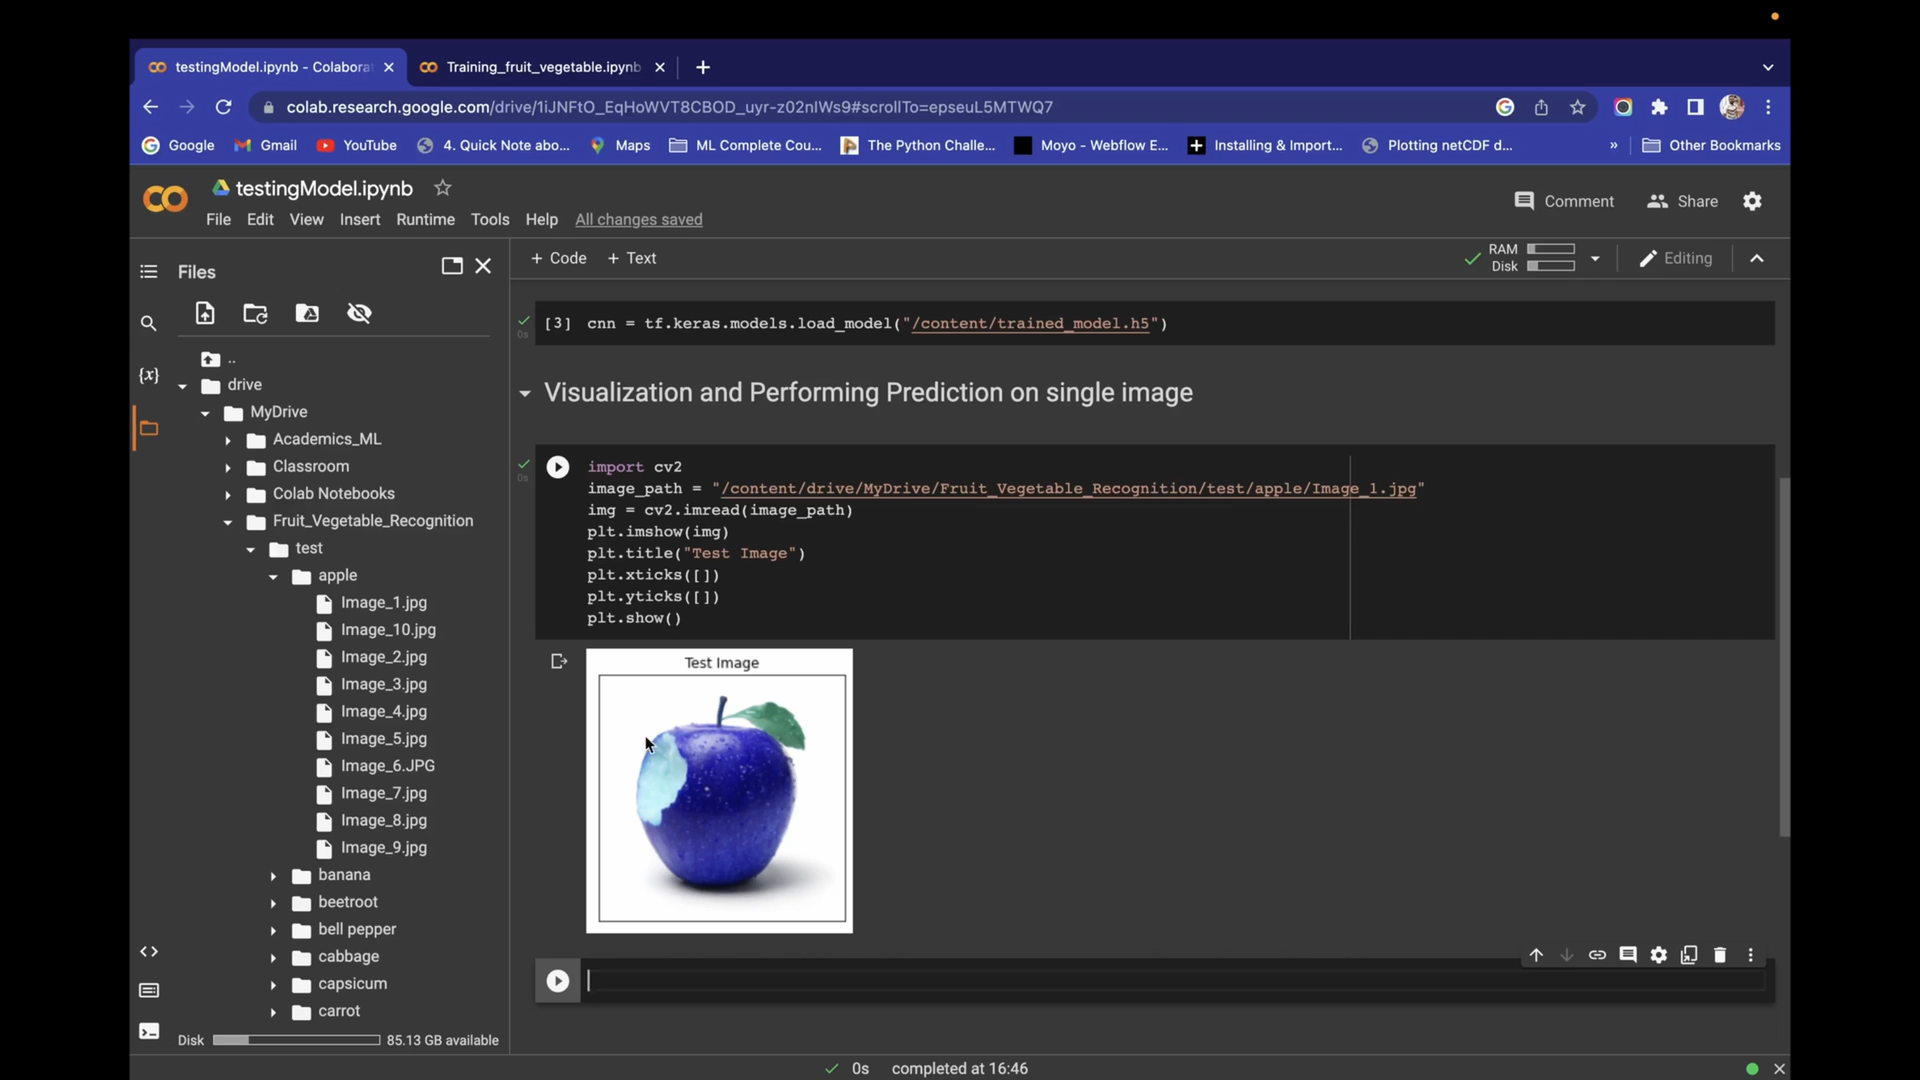 testingModel.ipynb - Colabora
Training_fruit_vegetable.ipynb
colab.research.google.com/drive/1iJNFtO_EqHoWVT8CBOD_uyr-z02nIWs9#scrollTo=epseuL5MTWQ7
Google
Gmail
YouTube
4. Quick Note abo...
Maps
ML Complete Cou...
The Python Challe...
Moyo - Webflow E...
Installing & Import...
Plotting netCDF d...
»
Other Bookmarks
testingModel.ipynb
File Edit View Insert Runtime Tools Help All changes saved
Comment
Share
Files
+ Code + Text
RAM
Disk
Editing
..
drive
MyDrive
Academics_ML
Classroom
Colab Notebooks
Fruit_Vegetable_Recognition
test
apple
Image_1.jpg
Image_10.jpg
Image_2.jpg
Image_3.jpg
Image_4.jpg
Image_5.jpg
Image_6.JPG
Image_7.jpg
Image_8.jpg
Image_9.jpg
banana
beetroot
bell pepper
cabbage
capsicum
carrot
Disk 85.13 GB available
[3] cnn = tf.keras.models.load_model("/content/trained_model.h5")
0s
Visualization and Performing Prediction on single image
0s
import cv2
image_path = "/content/drive/MyDrive/Fruit_Vegetable_Recognition/test/apple/Image_1.jpg"
img = cv2.imread(image_path)
plt.imshow(img)
plt.title("Test Image")
plt.xticks([])
plt.yticks([])
plt.show()
Test Image
0s completed at 16:46